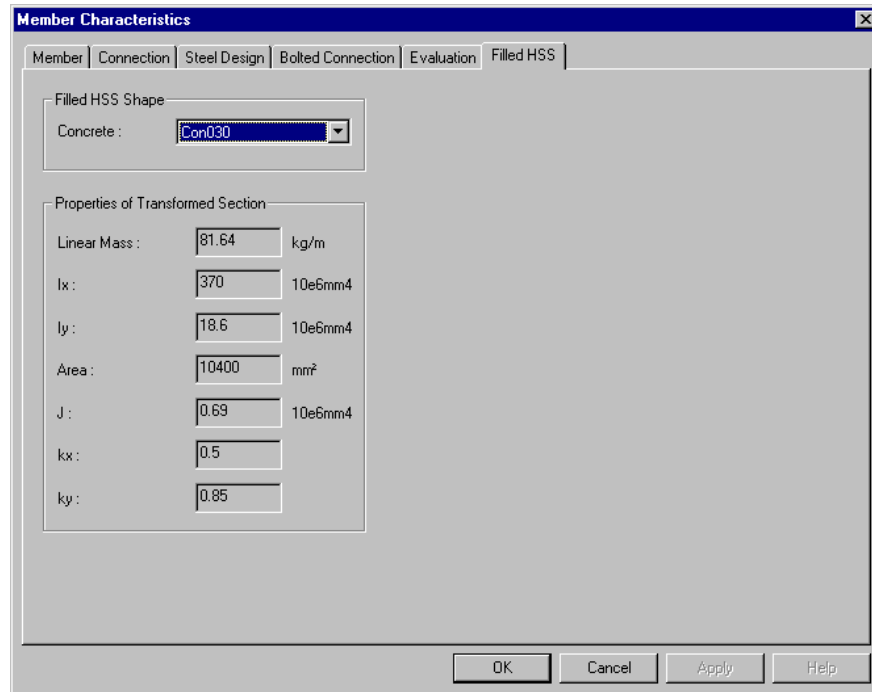 Member Characteristics
Member Connection Steel Design Bolted Connection Evaluation Filled HSS
Filled HSS Shape
Concrete : Con030
Properties of Transformed Section
Linear Mass : 81.64 kg/m
Ix : 370 10e6mm4
Iy : 18.6 10e6mm4
Area : 10400 mm²
J : 0.69 10e6mm4
kx : 0.5
ky : 0.85
OK Cancel Apply Help